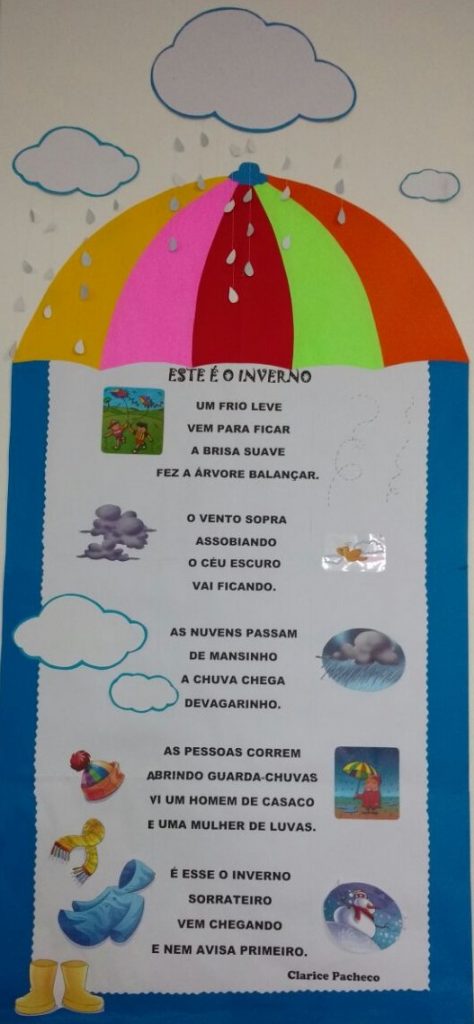 ESTE É O INVERNO
UM FRIO LEVE
VEM PARA FICAR
A BRISA SUAVE
FEZ A ÁRVORE BALANÇAR.
O VENTO SOPRA
ASSOBIANDO
O CÉU ESCURO
VAI FICANDO.
AS NUVENS PASSAM
DE MANSINHO
A CHUVA CHEGA
DEVAGARINHO.
AS PESSOAS CORREM
ABRINDO GUARDA-CHUVAS
VI UM HOMEM DE CASACO
E UMA MULHER DE LUVAS.
É ESSE O INVERNO
SORRATEIRO
VEM CHEGANDO
E NEM AVISA PRIMEIRO.
Clarice Pacheco